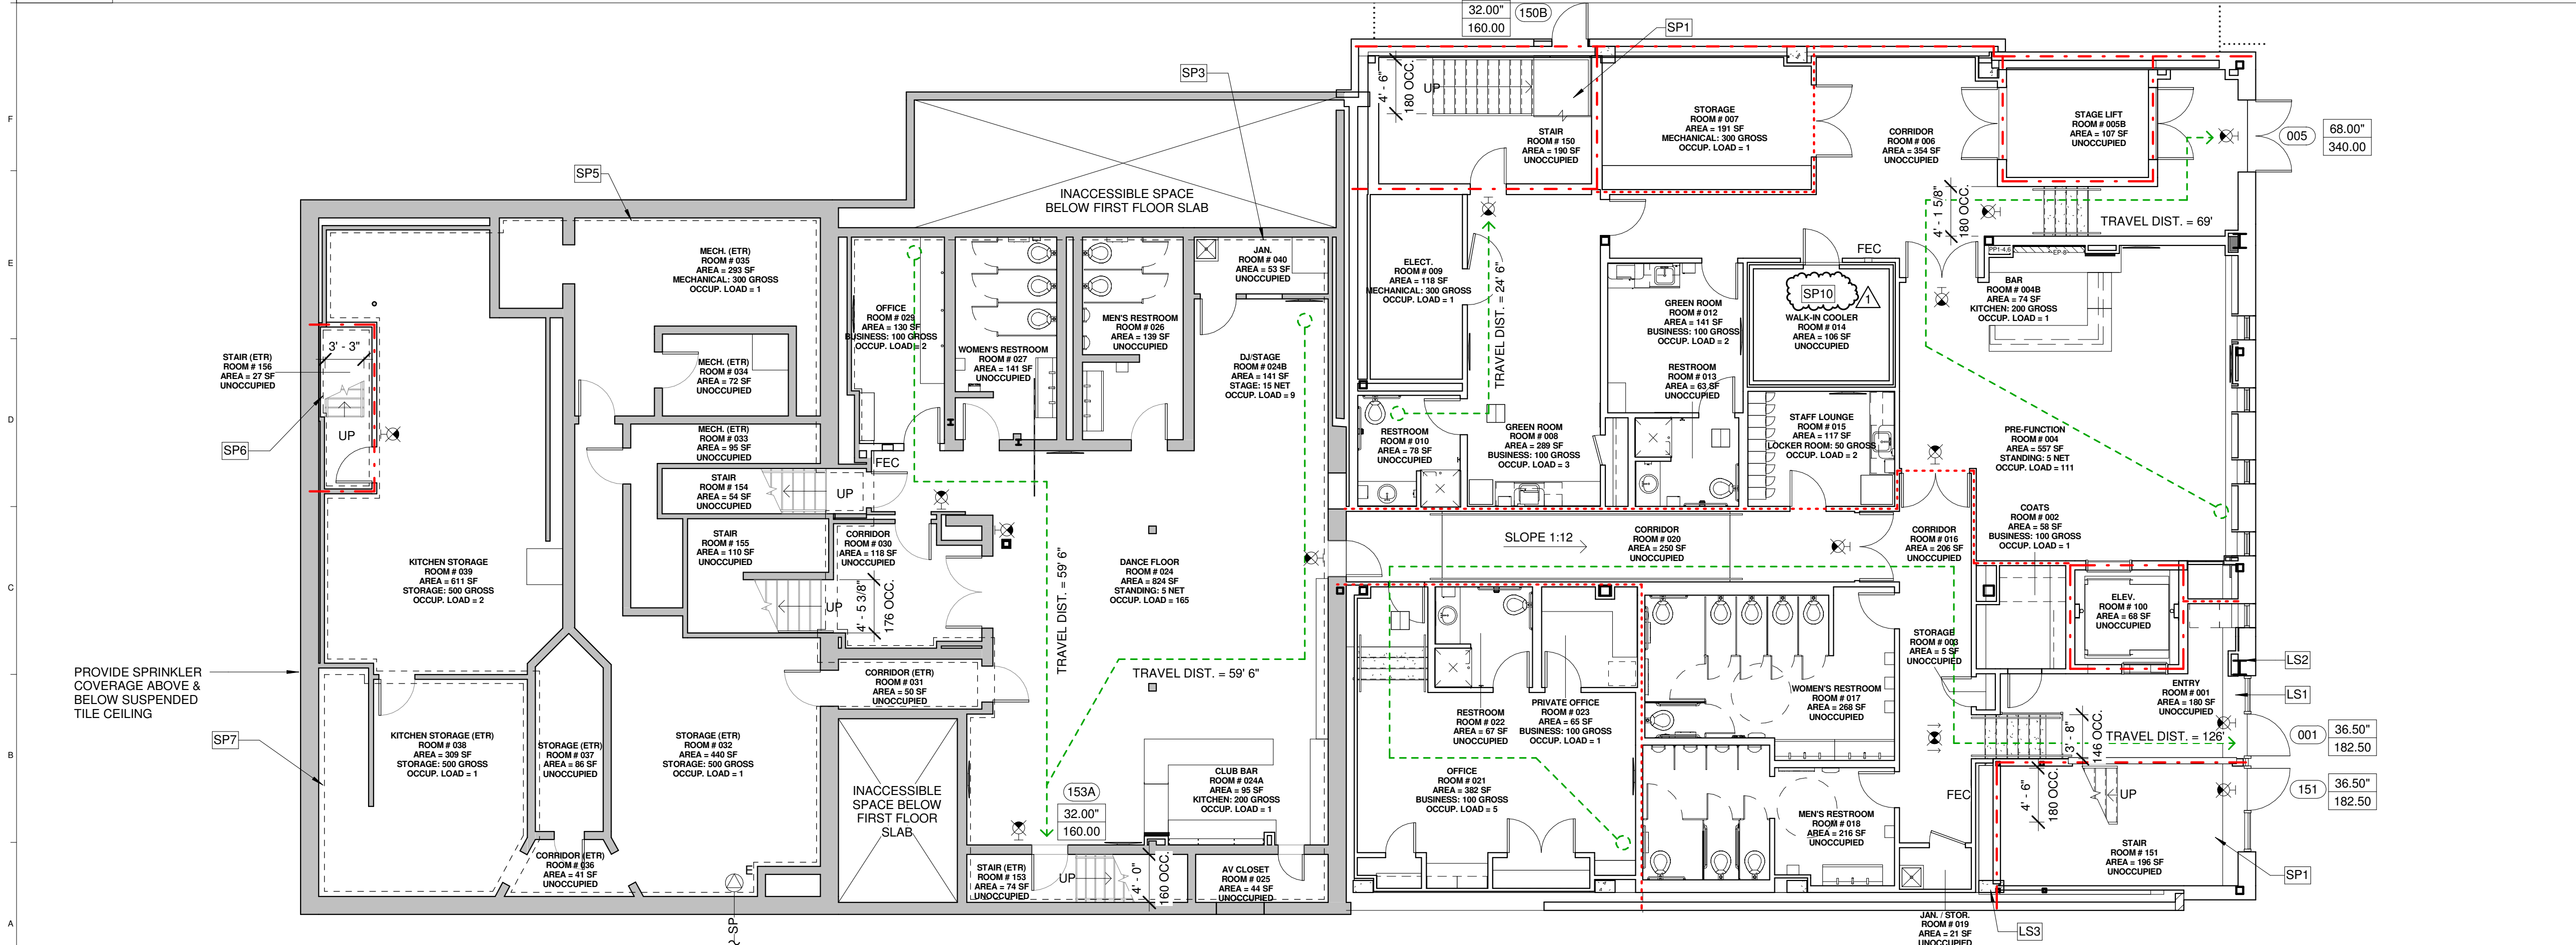 32.00"
160.00
150B
SP1
SP3
4' - 6"
180 OCC.
UP
STORAGE
ROOM # 007
AREA = 191 SF
MECHANICAL: 300 GROSS
OCCUP. LOAD = 1
STAIR
ROOM # 150
AREA = 190 SF
UNOCCUPIED
CORRIDOR
ROOM # 006
AREA = 354 SF
UNOCCUPIED
STAGE LIFT
ROOM # 005B
AREA = 107 SF
UNOCCUPIED
005
68.00"
340.00
F
SP5
INACCESSIBLE SPACE
BELOW FIRST FLOOR SLAB
4' - 1 5/8"
180 OCC.
TRAVEL DIST. = 69'
E
MECH. (ETR)
ROOM # 035
AREA = 293 SF
MECHANICAL: 300 GROSS
OCCUP. LOAD = 1
JAN.
ROOM # 040
AREA = 53 SF
UNOCCUPIED
ELECT.
ROOM # 009
AREA = 118 SF
MECHANICAL: 300 GROSS
OCCUP. LOAD = 1
TRAVEL DIST. = 24' 6"
FEC
PP1-4,6
EP-8
BAR
ROOM # 004B
AREA = 74 SF
KITCHEN: 200 GROSS
OCCUP. LOAD = 1
SP10
1
WALK-IN COOLER
ROOM # 014
AREA = 106 SF
UNOCCUPIED
GREEN ROOM
ROOM # 012
AREA = 141 SF
BUSINESS: 100 GROSS
OCCUP. LOAD = 2
OFFICE
ROOM # 029
AREA = 130 SF
BUSINESS: 100 GROSS
OCCUP. LOAD = 2
WOMEN'S RESTROOM
ROOM # 027
AREA = 141 SF
UNOCCUPIED
MEN'S RESTROOM
ROOM # 026
AREA = 139 SF
UNOCCUPIED
DJ/STAGE
ROOM # 024B
AREA = 141 SF
STAGE: 15 NET
OCCUP. LOAD = 9
STAIR (ETR)
ROOM # 156
AREA = 27 SF
UNOCCUPIED
3' - 3"
UP
SP6
MECH. (ETR)
ROOM # 034
AREA = 72 SF
UNOCCUPIED
D
RESTROOM
ROOM # 013
AREA = 63 SF
UNOCCUPIED
STAFF LOUNGE
ROOM # 015
AREA = 117 SF
LOCKER ROOM: 50 GROSS
OCCUP. LOAD = 2
MECH. (ETR)
ROOM # 033
AREA = 95 SF
UNOCCUPIED
FEC
RESTROOM
ROOM # 010
AREA = 78 SF
UNOCCUPIED
GREEN ROOM
ROOM # 008
AREA = 289 SF
BUSINESS: 100 GROSS
OCCUP. LOAD = 3
PRE-FUNCTION
ROOM # 004
AREA = 557 SF
STANDING: 5 NET
OCCUP. LOAD = 111
STAIR
ROOM # 154
AREA = 54 SF
UNOCCUPIED
UP
COATS
ROOM # 002
AREA = 58 SF
BUSINESS: 100 GROSS
OCCUP. LOAD = 1
STAIR
ROOM # 155
AREA = 110 SF
UNOCCUPIED
CORRIDOR
ROOM # 030
AREA = 118 SF
UNOCCUPIED
SLOPE 1:12
CORRIDOR
ROOM # 020
AREA = 250 SF
UNOCCUPIED
CORRIDOR
ROOM # 016
AREA = 206 SF
UNOCCUPIED
C
KITCHEN STORAGE
ROOM # 039
AREA = 611 SF
STORAGE: 500 GROSS
OCCUP. LOAD = 2
DANCE FLOOR
ROOM # 024
AREA = 824 SF
STANDING: 5 NET
OCCUP. LOAD = 165
TRAVEL DIST. = 59' 6"
UP
4' - 5 3/8"
176 OCC.
ELEV.
ROOM # 100
AREA = 68 SF
UNOCCUPIED
STORAGE
ROOM # 003
AREA = 5 SF
UNOCCUPIED
LS2
PROVIDE SPRINKLER
COVERAGE ABOVE &
BELOW SUSPENDED
TILE CEILING
CORRIDOR (ETR)
ROOM # 031
AREA = 50 SF
UNOCCUPIED
TRAVEL DIST. = 59' 6"
WOMEN'S RESTROOM
ROOM # 017
AREA = 268 SF
UNOCCUPIED
ENTRY
ROOM # 001
AREA = 180 SF
UNOCCUPIED
LS1
RESTROOM
ROOM # 022
AREA = 67 SF
UNOCCUPIED
PRIVATE OFFICE
ROOM # 023
AREA = 65 SF
BUSINESS: 100 GROSS
OCCUP. LOAD = 1
SP7
KITCHEN STORAGE (ETR)
ROOM # 038
AREA = 309 SF
STORAGE: 500 GROSS
OCCUP. LOAD = 1
STORAGE (ETR)
ROOM # 037
AREA = 86 SF
UNOCCUPIED
STORAGE (ETR)
ROOM # 032
AREA = 440 SF
STORAGE: 500 GROSS
OCCUP. LOAD = 1
TRAVEL DIST. = 126'
3' - 8"
146 OCC.
001
36.50"
182.50
B
INACCESSIBLE
SPACE BELOW
FIRST FLOOR
SLAB
153A
32.00"
160.00
CLUB BAR
ROOM # 024A
AREA = 95 SF
KITCHEN: 200 GROSS
OCCUP. LOAD = 1
OFFICE
ROOM # 021
AREA = 382 SF
BUSINESS: 100 GROSS
OCCUP. LOAD = 5
FEC
4' - 6"
180 OCC.
UP
151
36.50"
182.50
MEN'S RESTROOM
ROOM # 018
AREA = 216 SF
UNOCCUPIED
STAIR
ROOM # 151
AREA = 196 SF
UNOCCUPIED
SP1
CORRIDOR (ETR)
ROOM # 036
AREA = 41 SF
UNOCCUPIED
E
STAIR (ETR)
ROOM # 153
AREA = 74 SF
UNOCCUPIED
UP
4' - 0"
160 OCC.
AV CLOSET
ROOM # 025
AREA = 44 SF
UNOCCUPIED
A
JAN. / STOR.
ROOM # 019
AREA = 21 SF
UNOCCUPIED
LS3